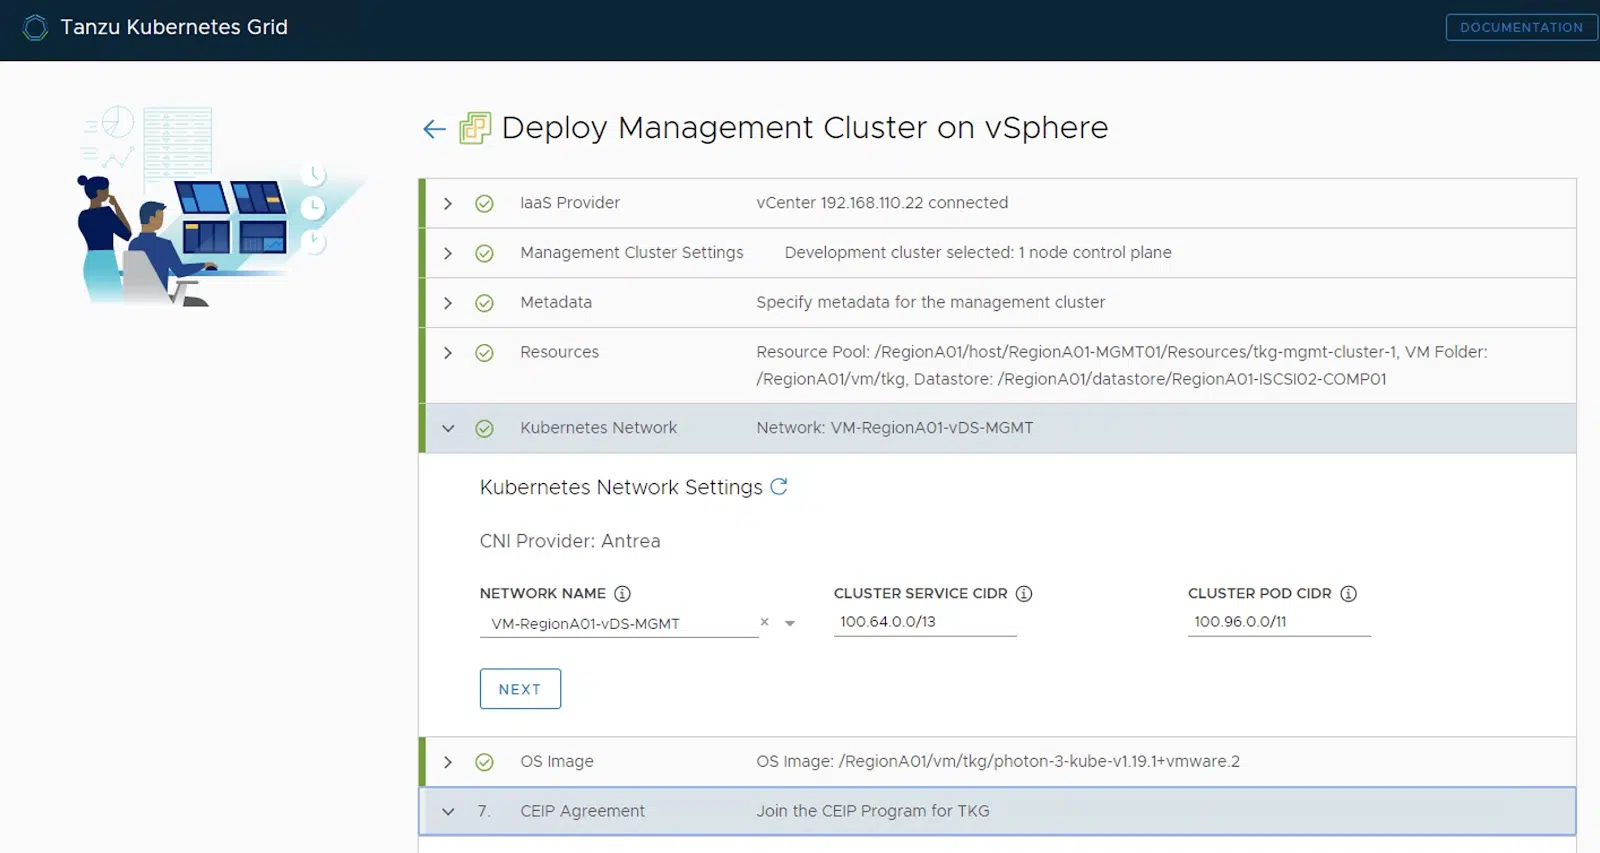 Tanzu Kubernetes Grid
DOCUMENTATION
Deploy Management Cluster on vSphere
IaaS Provider vCenter 192.168.110.22 connected
Management Cluster Settings Development cluster selected: 1 node control plane
Metadata Specify metadata for the management cluster
Resources Resource Pool: /RegionA01/host/RegionA01-MGMT01/Resources/tkg-mgmt-cluster-1, VM Folder:
/RegionA01/vm/tkg, Datastore: /RegionA01/datastore/RegionA01-ISCSI02-COMP01
Kubernetes Network Network: VM-RegionA01-vDS-MGMT
Kubernetes Network Settings
CNI Provider: Antrea
NETWORK NAME CLUSTER SERVICE CIDR CLUSTER POD CIDR
VM-RegionA01-vDS-MGMT 100.64.0.0/13 100.96.0.0/11
NEXT
OS Image OS Image: /RegionA01/vm/tkg/photon-3-kube-v1.19.1+vmware.2
7. CEIP Agreement Join the CEIP Program for TKG